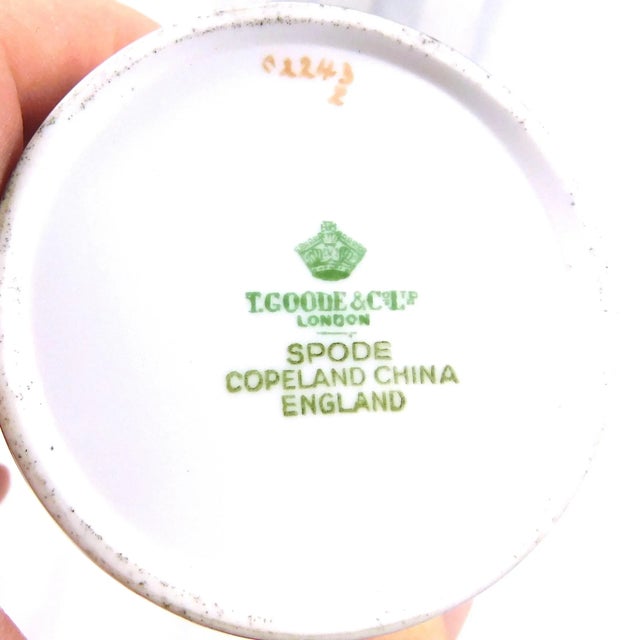 C2243
2
T.GOODE & Cº Lᵀᴰ
LONDON
SPODE
COPELAND CHINA
ENGLAND